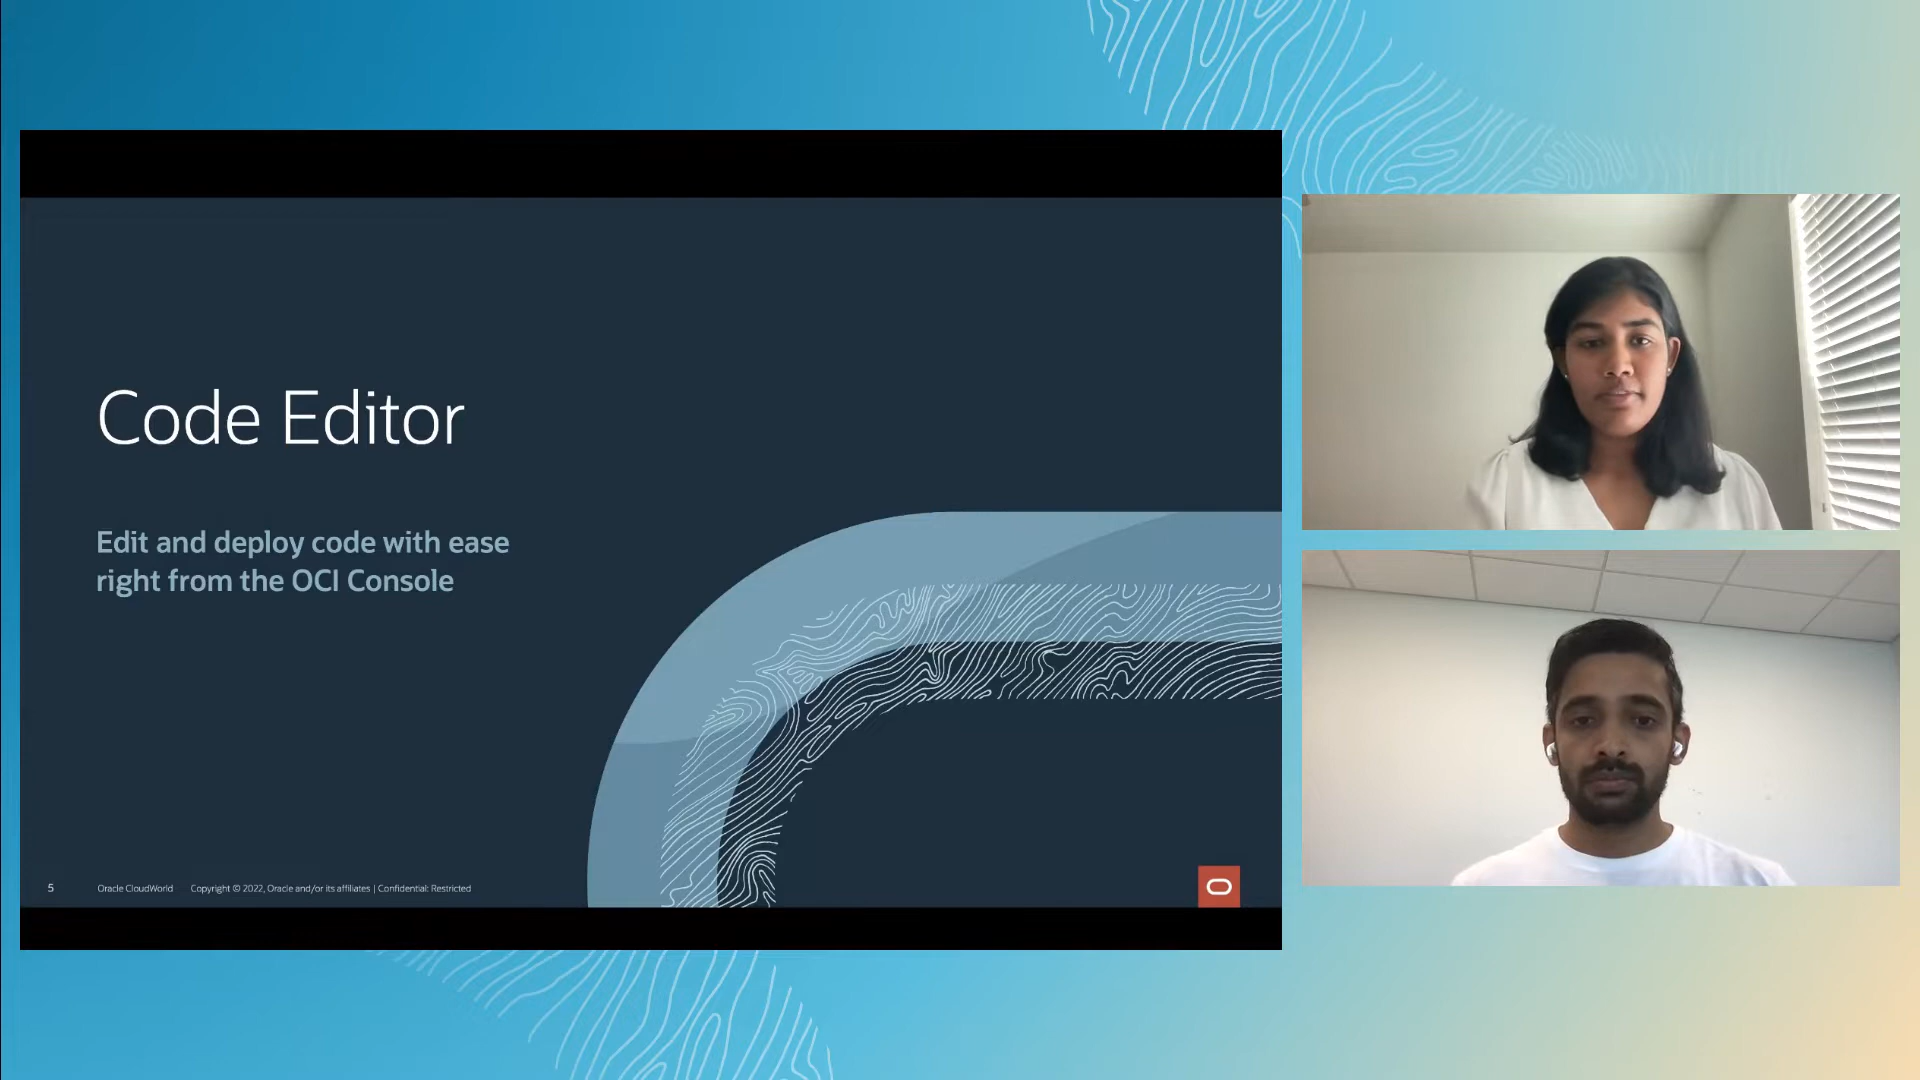 Code Editor
Edit and deploy code with ease
right from the OCI Console
5 Oracle CloudWorld Copyright © 2022, Oracle and/or its affiliates | Confidential: Restricted